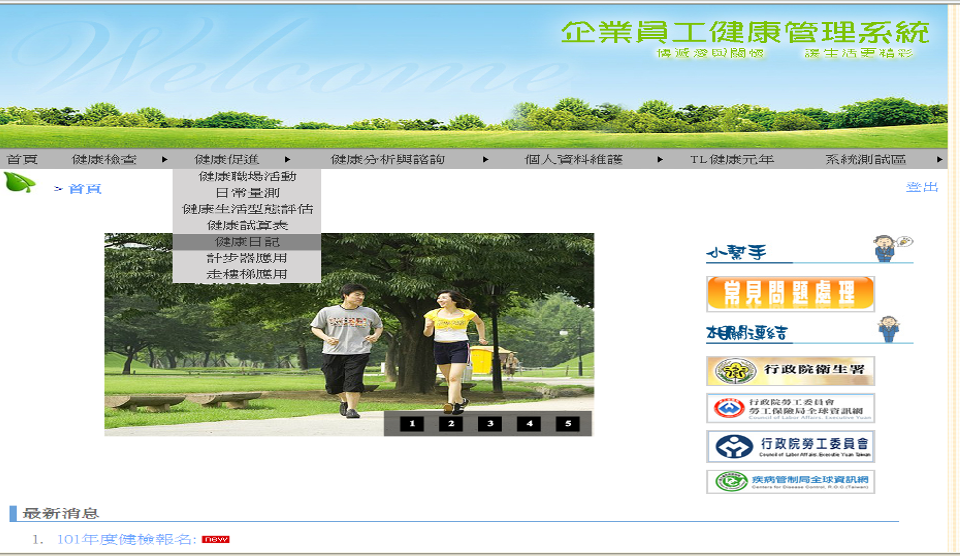 Welcome
企業員工健康管理系統
傳遞愛與關懷 讓生活更精彩
首頁 健康檢查 健康促進 健康分析與諮詢 個人資料維護 TL健康元年 系統測試區
> 首頁
登出
健康職場活動
日常量測
健康生活型態評估
健康試算表
健康日記
計步器應用
走樓梯應用
1 2 3 4 5
小幫手
常見問題處理
相關連結
行政院衛生署
行政院勞工委員會
勞工保險局全球資訊網
Council of Labor Affairs, Executive Yuan
行政院勞工委員會
Council of Labor Affairs Executive Yuan Taiwan
疾病管制局全球資訊網
Centers for Disease Control, R.O.C.(Taiwan)
最新消息
1. 101年度健檢報名: new